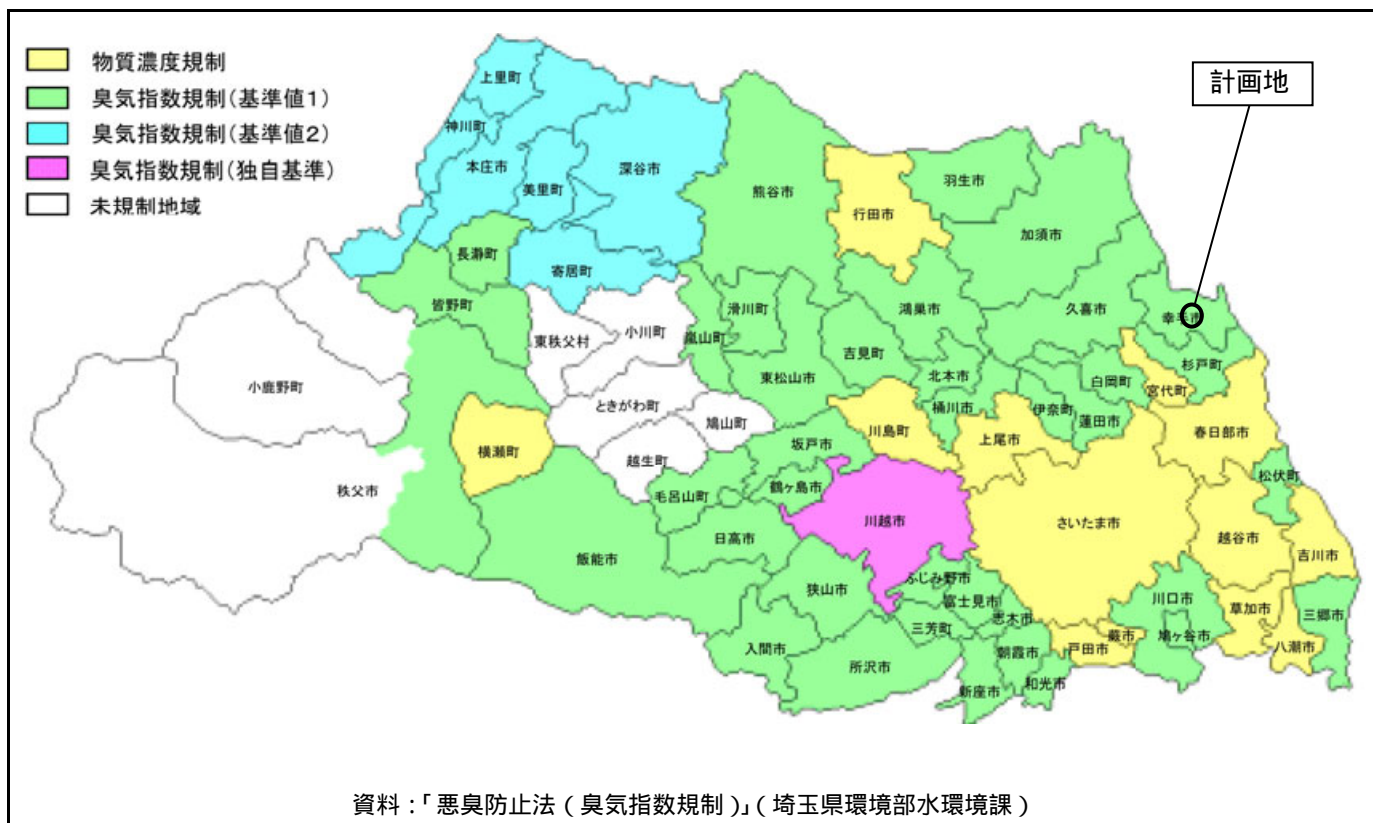 物質濃度規制
臭気指数規制(基準値1)
臭気指数規制(基準値2)
臭気指数規制(独自基準)
未規制地域
計画地
上里町
神川町
本庄市
美里町
深谷市
寄居町
長瀞町
皆野町
熊谷市
行田市
羽生市
加須市
久喜市
幸手市
杉戸町
宮代町
白岡町
蓮田市
伊奈町
鴻巣市
北本市
桶川市
吉見町
滑川町
嵐山町
東松山市
川島町
上尾市
春日部市
松伏町
小鹿野町
東秩父村
小川町
ときがわ町
鳩山町
越生町
横瀬町
秩父市
坂戸市
鶴ヶ島市
毛呂山町
日高市
飯能市
川越市
さいたま市
越谷市
吉川市
狭山市
入間市
所沢市
ふじみ野市
富士見市
三芳町
志木市
朝霞市
新座市
和光市
戸田市
蕨市
川口市
鳩ヶ谷市
草加市
八潮市
三郷市
資料:「悪臭防止法(臭気指数規制)」(埼玉県環境部水環境課)